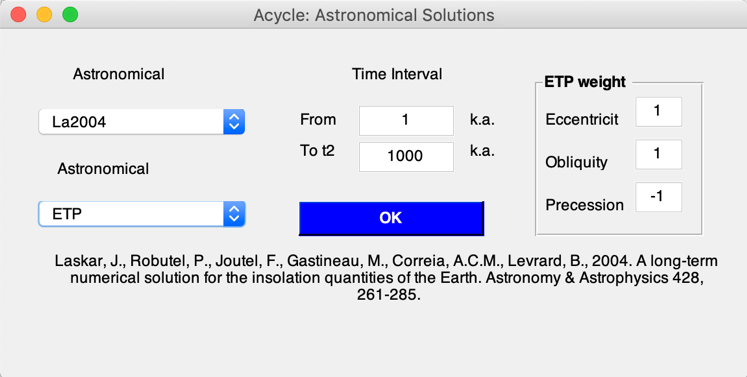 Acycle: Astronomical Solutions
Astronomical
La2004
Astronomical
ETP
Time Interval
From 1 k.a.
To t2 1000 k.a.
OK
ETP weight
Eccentricit 1
Obliquity 1
Precession -1
Laskar, J., Robutel, P., Joutel, F., Gastineau, M., Correia, A.C.M., Levrard, B., 2004. A long-term
numerical solution for the insolation quantities of the Earth. Astronomy & Astrophysics 428,
261-285.